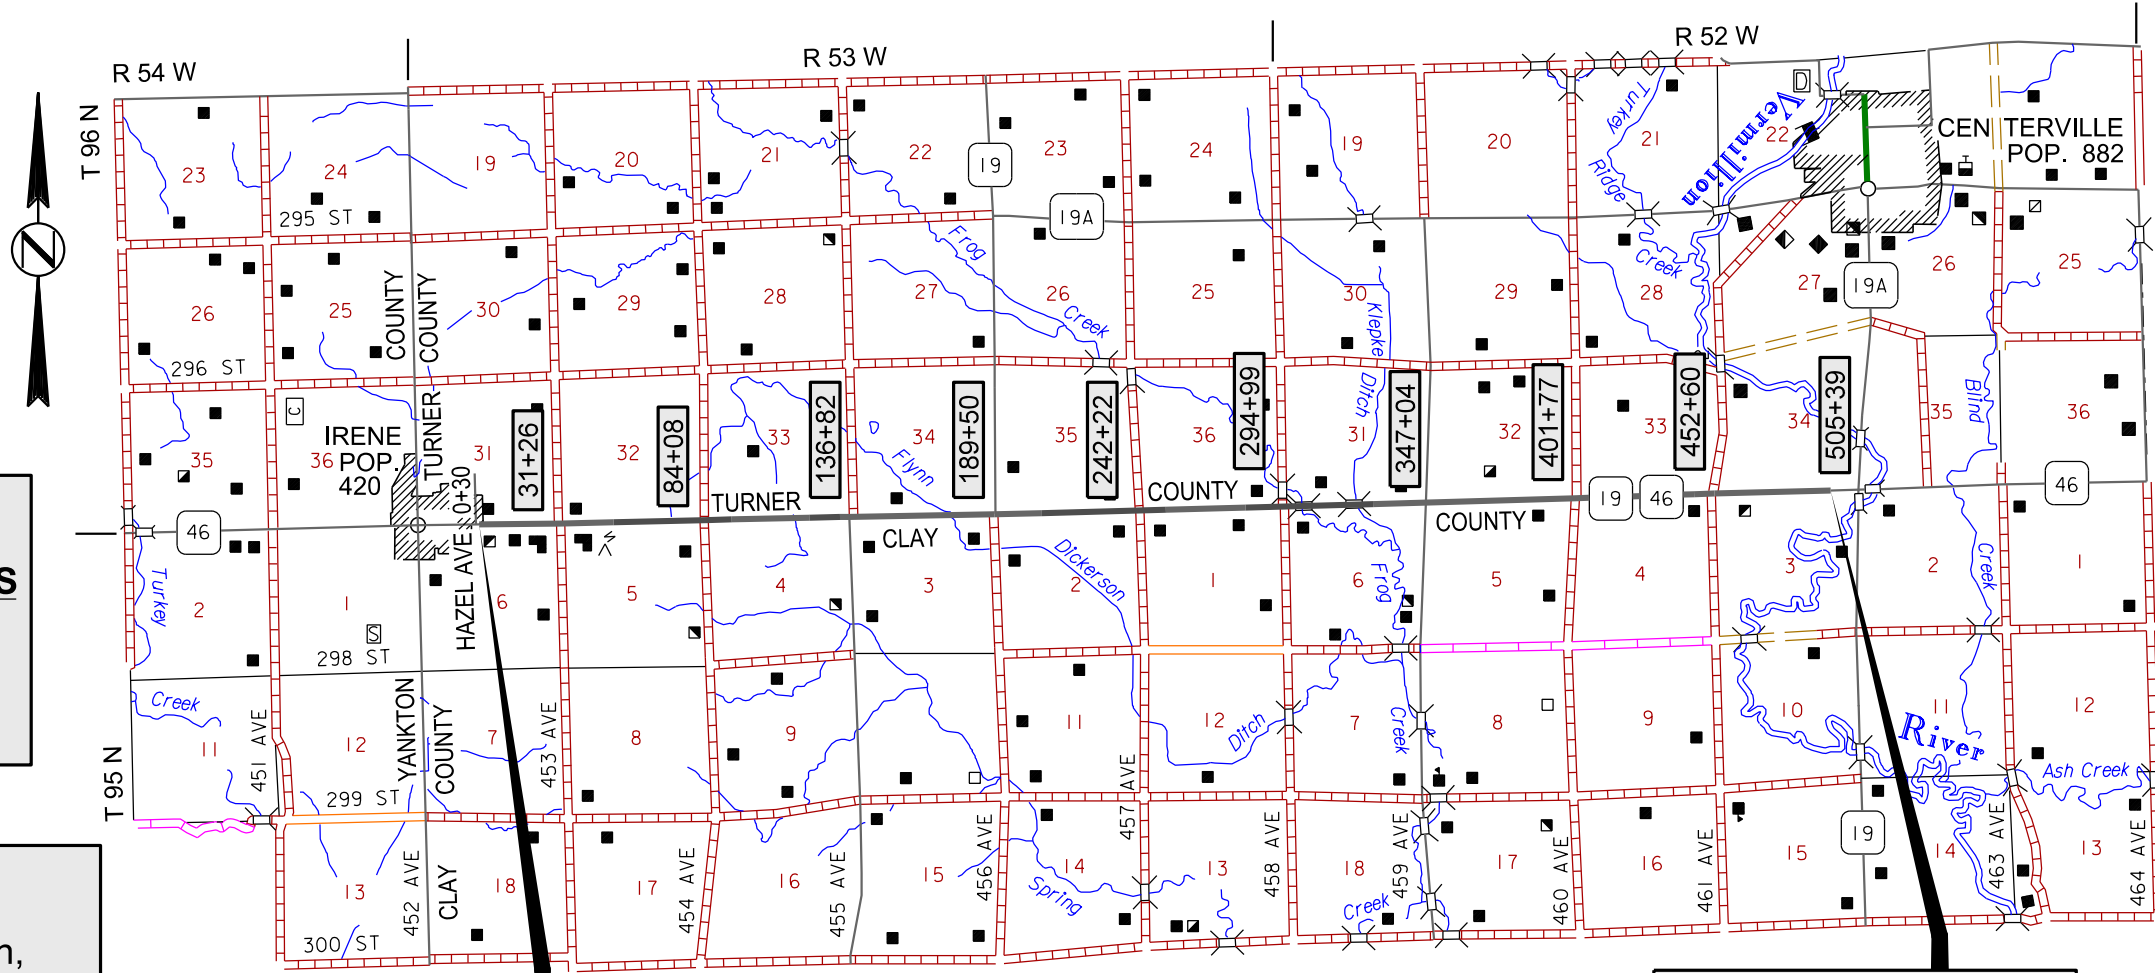 R 54 W
R 53 W
R 52 W
T 96 N
N
23
24
19
20
21
22
19
23
24
19
20
Turkey
Ridge
Creek
21
Vermillion
22
D
CENTERVILLE
POP. 882
295 ST
19A
26
25
COUNTY
COUNTY
30
29
28
27
Frog
Creek
26
25
30
Klepke
Ditch
29
28
27
19A
26
25
296 ST
35
C
36
IRENE
POP.
420
TURNER
31
31+26
32
84+08
33
136+82
34
Flynn
189+50
35
242+22
36
294+99
31
347+04
32
401+77
33
452+60
34
505+39
35
Blind
Creek
36
46
0+30
HAZEL AVE
TURNER
COUNTY
19
46
46
CLAY
COUNTY
S
Turkey
Creek
2
1
S
298 ST
6
5
4
3
Dickerson
Ditch
2
1
6
Frog
Creek
5
4
3
2
1
T 95 N
11
451 AVE
12
YANKTON
COUNTY
7
453 AVE
8
9
11
457 AVE
12
7
8
9
10
River
11
12
Ash Creek
299 ST
13
452 AVE
CLAY
18
17
454 AVE
16
455 AVE
15
456 AVE
14
Spring
Creek
13
458 AVE
18
459 AVE
17
460 AVE
16
461 AVE
15
19
14
463 AVE
13
464 AVE
300 ST
n,